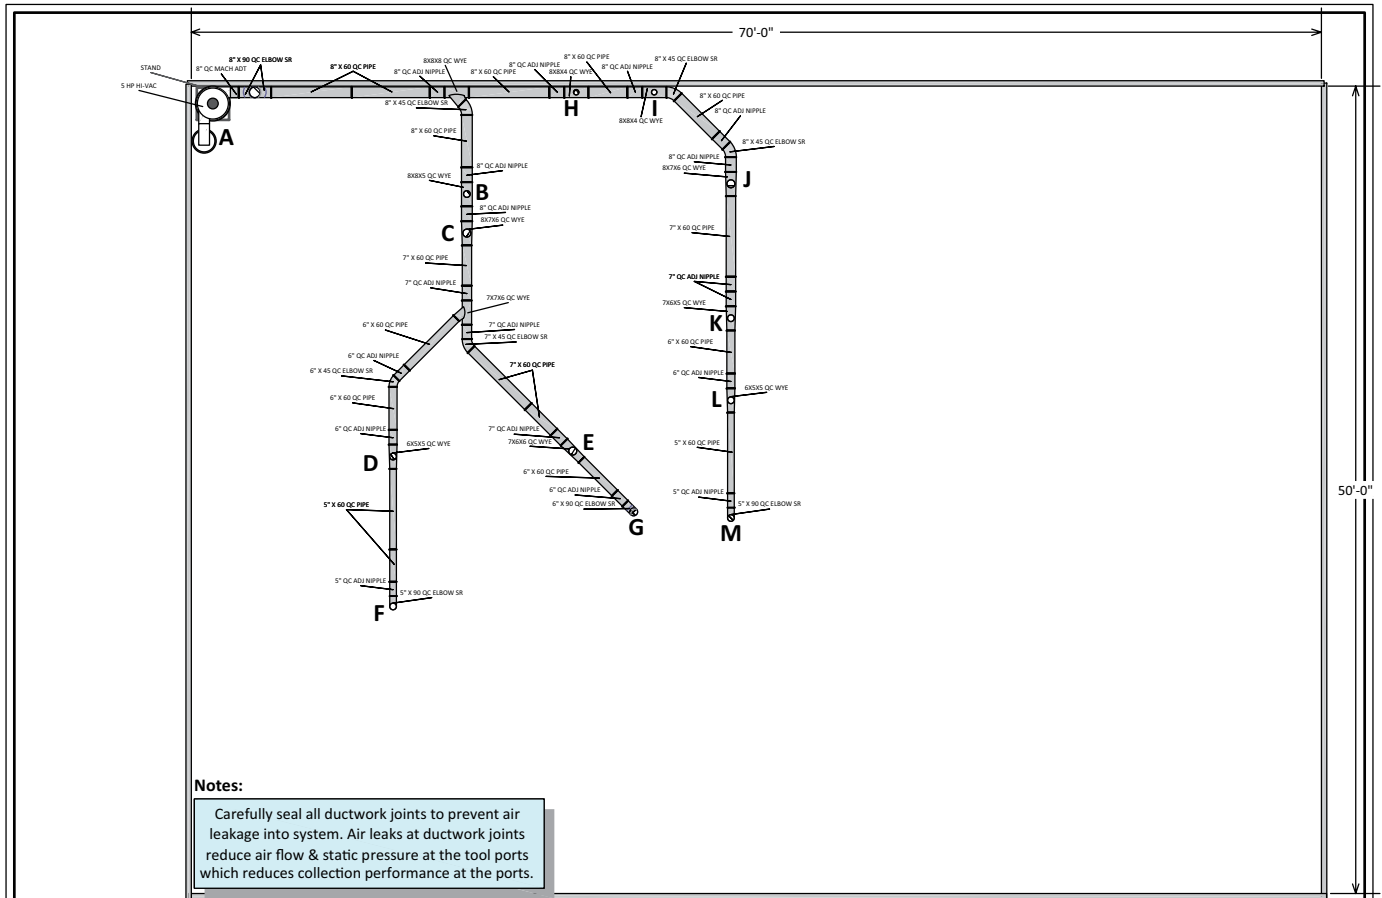 70'-0"
8" X 90 QC ELBOW SR
8" QC MACH ADT
STAND
5 HP HI-VAC
A
8" X 60 QC PIPE
8X8X8 QC WYE
8" QC ADJ NIPPLE
8" X 60 QC PIPE
8" QC ADJ NIPPLE
8X8X4 QC WYE
8" X 60 QC PIPE
8" QC ADJ NIPPLE
8" X 45 QC ELBOW SR
H
I
8X8X4 QC WYE
8" X 60 QC PIPE
8" QC ADJ NIPPLE
8" X 45 QC ELBOW SR
8" X 45 QC ELBOW SR
8" X 60 QC PIPE
8" QC ADJ NIPPLE
8X8X5 QC WYE
B
8" QC ADJ NIPPLE
8X7X6 QC WYE
C
7" X 60 QC PIPE
7" QC ADJ NIPPLE
7X7X6 QC WYE
8" QC ADJ NIPPLE
8X7X6 QC WYE
J
7" X 60 QC PIPE
7" QC ADJ NIPPLE
7X6X5 QC WYE
K
6" X 60 QC PIPE
6" QC ADJ NIPPLE
6X5X5 QC WYE
L
5" X 60 QC PIPE
5" QC ADJ NIPPLE
5" X 90 QC ELBOW SR
M
6" X 60 QC PIPE
6" QC ADJ NIPPLE
6" X 45 QC ELBOW SR
6" X 60 QC PIPE
6" QC ADJ NIPPLE
6X5X5 QC WYE
D
5" X 60 QC PIPE
5" QC ADJ NIPPLE
5" X 90 QC ELBOW SR
F
7" QC ADJ NIPPLE
7" X 45 QC ELBOW SR
7" X 60 QC PIPE
7" QC ADJ NIPPLE
7X6X6 QC WYE
E
6" X 60 QC PIPE
6" QC ADJ NIPPLE
6" X 90 QC ELBOW SR
G
50'-0"
Notes:
Carefully seal all ductwork joints to prevent air
leakage into system. Air leaks at ductwork joints
reduce air flow & static pressure at the tool ports
which reduces collection performance at the ports.